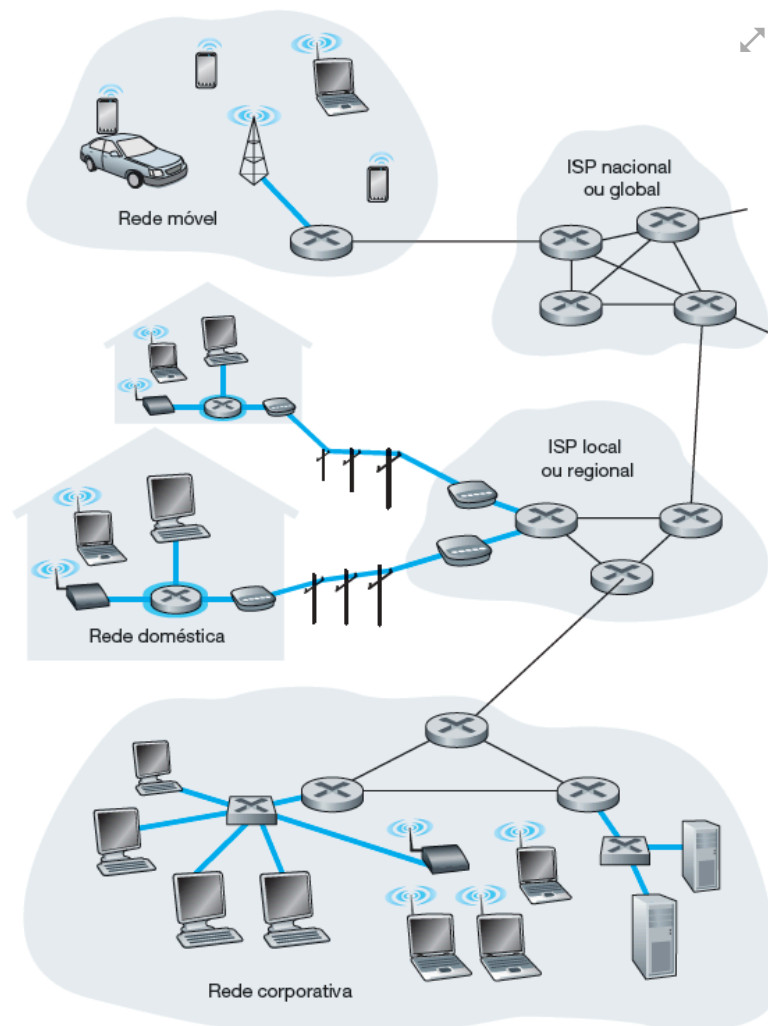 Rede móvel
ISP nacional
ou global
ISP local
ou regional
Rede doméstica
Rede corporativa